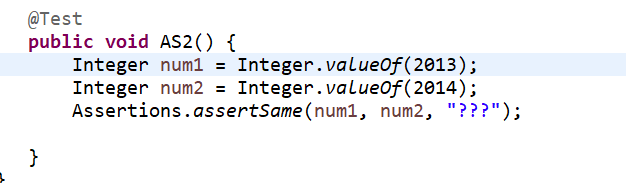 @Test
public void AS2() {
Integer num1 = Integer.valueOf(2013);
Integer num2 = Integer.valueOf(2014);
Assertions.assertSame(num1, num2, "???");
}
}